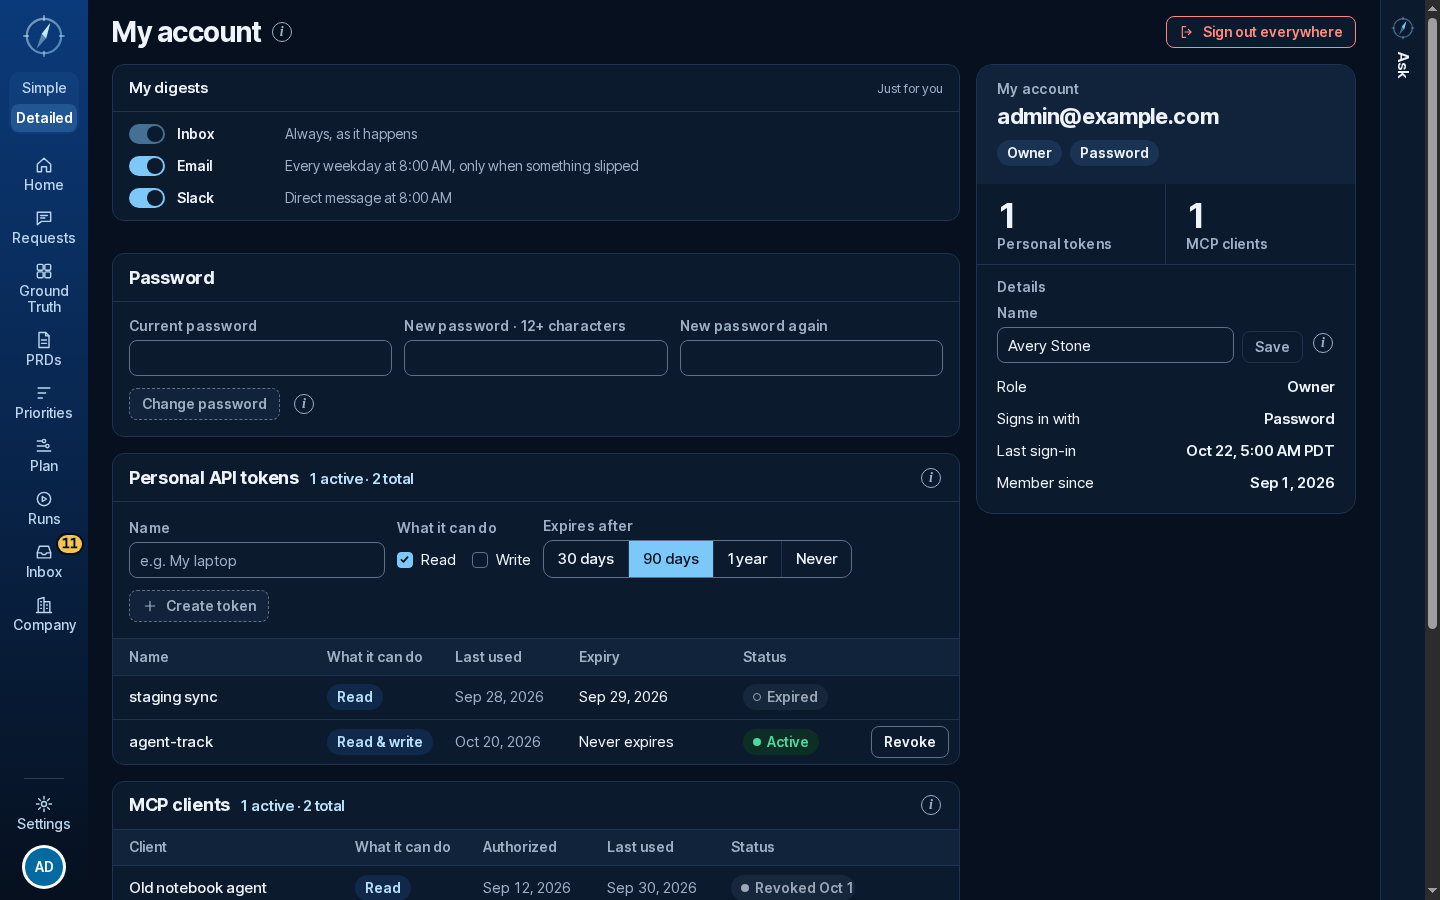 Simple
Detailed
Home
Requests
Ground
Truth
PRDs
Priorities
Plan
Runs
11
Inbox
Company
Settings
AD
My account
i
Sign out everywhere
My digests
Just for you
Inbox
Always, as it happens
Email
Every weekday at 8:00 AM, only when something slipped
Slack
Direct message at 8:00 AM
Password
Current password
New password · 12+ characters
New password again
Change password
i
Personal API tokens 1 active · 2 total
i
Name
What it can do
Expires after
e.g. My laptop
Read
Write
30 days
90 days
1 year
Never
Create token
Name What it can do Last used Expiry Status
staging sync Read Sep 28, 2026 Sep 29, 2026 Expired
agent-track Read & write Oct 20, 2026 Never expires Active Revoke
MCP clients 1 active · 2 total
i
Client What it can do Authorized Last used Status
Old notebook agent Read Sep 12, 2026 Sep 30, 2026 Revoked Oct 1
My account
admin@example.com
Owner Password
1
Personal tokens
1
MCP clients
Details
Name
Avery Stone
Save
i
Role Owner
Signs in with Password
Last sign-in Oct 22, 5:00 AM PDT
Member since Sep 1, 2026
Ask